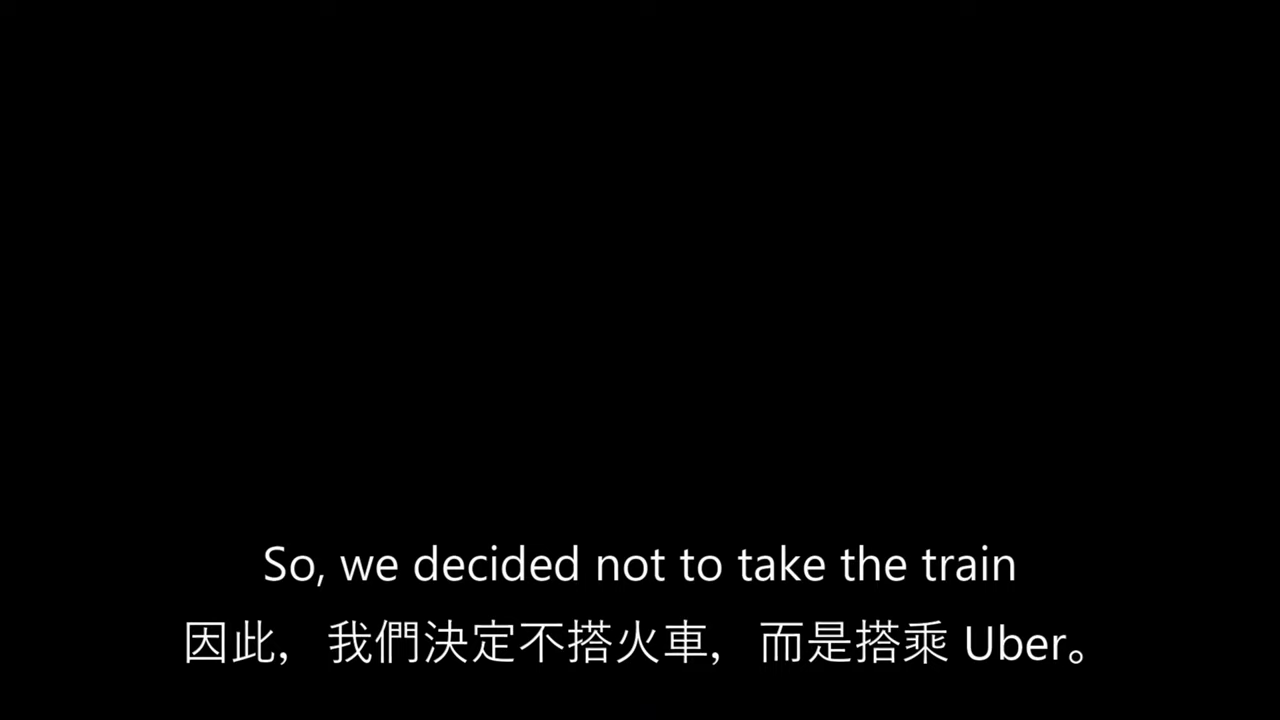 So, we decided not to take the train
因此，我們決定不搭火車，而是搭乘 Uber。